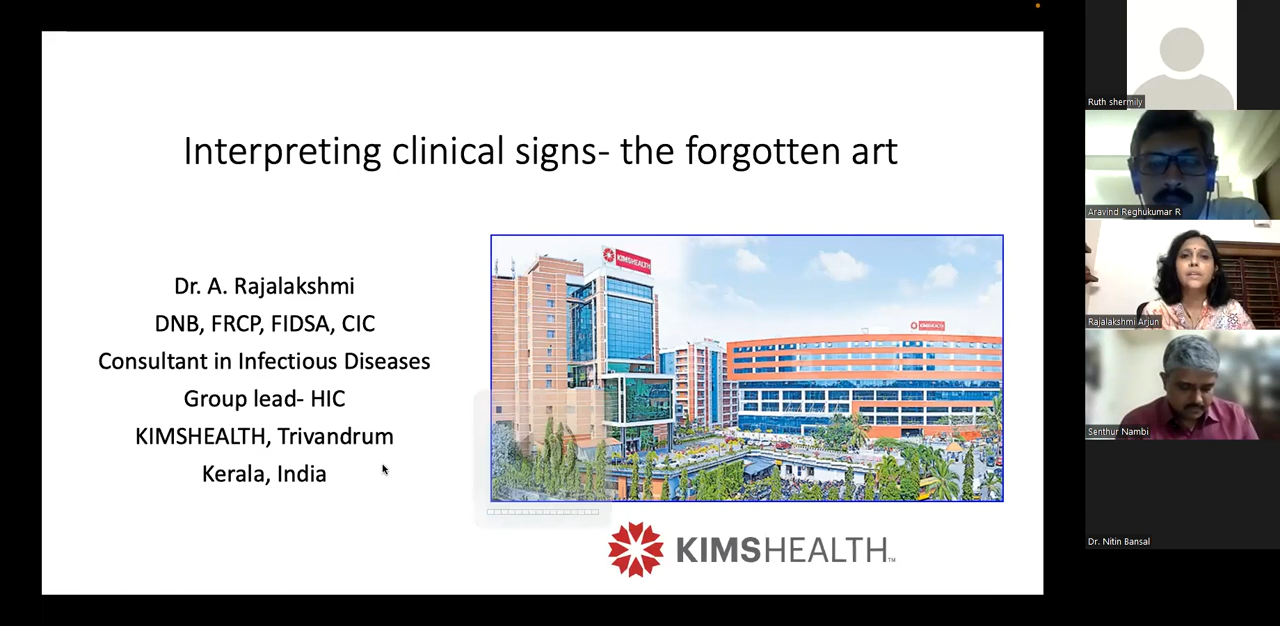 Interpreting clinical signs- the forgotten art
Dr. A. Rajalakshmi
DNB, FRCP, FIDSA, CIC
Consultant in Infectious Diseases
Group lead- HIC
KIMSHEALTH, Trivandrum
Kerala, India
KIMSHEALTH
KIMSHEALTH
KIMSHEALTH™
Ruth shermily
Aravind Reghukumar R
Rajalakshmi Arjun
Senthur Nambi
Dr. Nitin Bansal